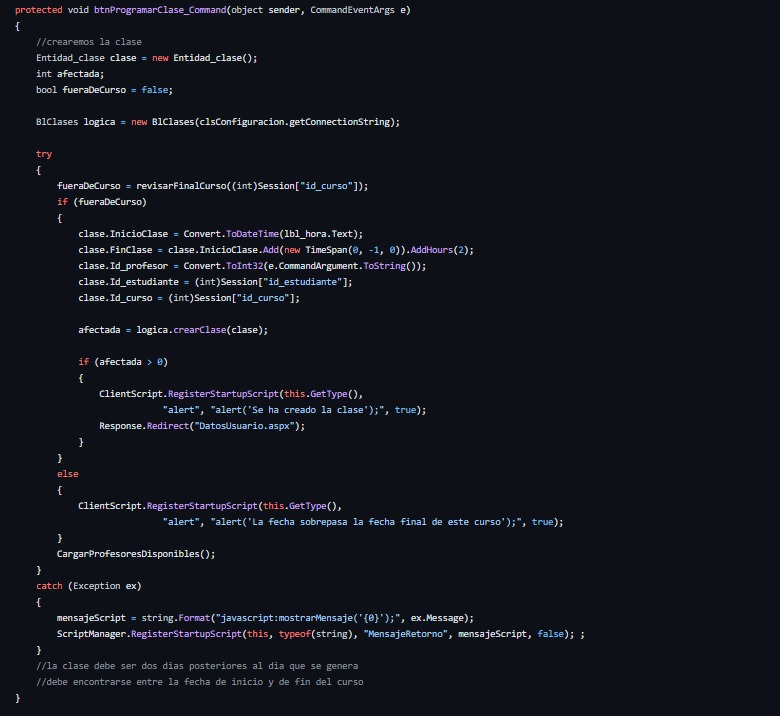 protected void btnProgramarClase_Command(object sender, CommandEventArgs e)
{
    //crearemos la clase
    Entidad_clase clase = new Entidad_clase();
    int afectada;
    bool fueraDeCurso = false;

    BlClases logica = new BlClases(clsConfiguracion.getConnectionString);

    try
    {
        fueraDeCurso = revisarFinalCurso((int)Session["id_curso"]);
        if (fueraDeCurso)
        {
            clase.InicioClase = Convert.ToDateTime(lbl_hora.Text);
            clase.FinClase = clase.InicioClase.Add(new TimeSpan(0, -1, 0)).AddHours(2);
            clase.Id_profesor = Convert.ToInt32(e.CommandArgument.ToString());
            clase.Id_estudiante = (int)Session["id_estudiante"];
            clase.Id_curso = (int)Session["id_curso"];

            afectada = logica.crearClase(clase);

            if (afectada > 0)
            {
                ClientScript.RegisterStartupScript(this.GetType(),
                            "alert", "alert('Se ha creado la clase');", true);
                Response.Redirect("DatosUsuario.aspx");
            }
        }
        else
        {
            ClientScript.RegisterStartupScript(this.GetType(),
                            "alert", "alert('La fecha sobrepasa la fecha final de este curso');", true);
        }
        CargarProfesoresDisponibles();
    }
    catch (Exception ex)
    {
        mensajeScript = string.Format("javascript:mostrarMensaje('{0}');", ex.Message);
        ScriptManager.RegisterStartupScript(this, typeof(string), "MensajeRetorno", mensajeScript, false); ;
    }
    //la clase debe ser dos dias posteriores al dia que se genera
    //debe encontrarse entre la fecha de inicio y de fin del curso
}